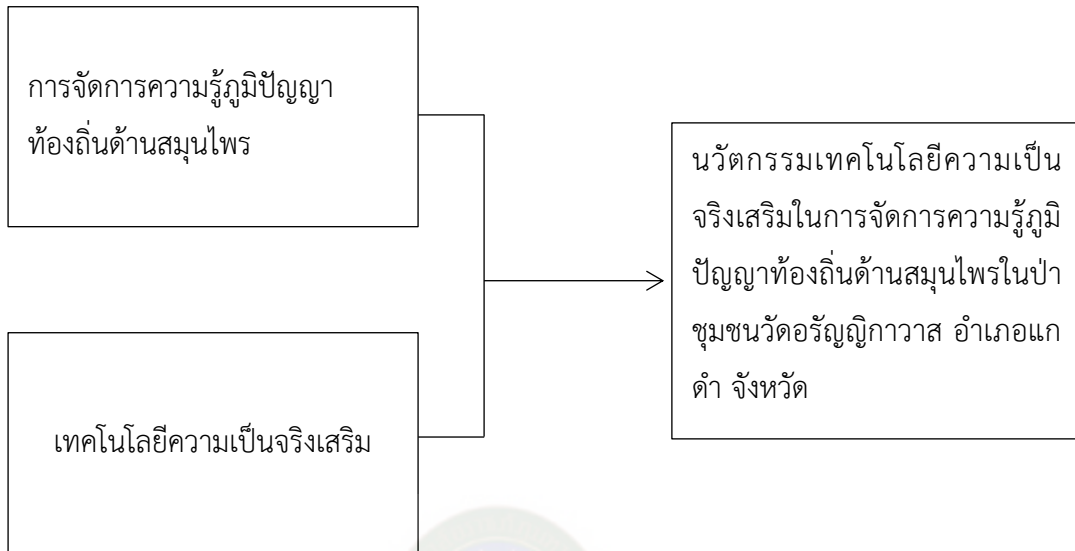 การจัดการความรู้ภูมิปัญญา
ท้องถิ่นด้านสมุนไพร
นวัตกรรมเทคโนโลยีความเป็น
จริงเสริมในการจัดการความรู้ภูมิ
ปัญญาท้องถิ่นด้านสมุนไพรในป่า
ชุมชนวัดอรัญญิกาวาส อำเภอแก
ดำ จังหวัด
เทคโนโลยีความเป็นจริงเสริม